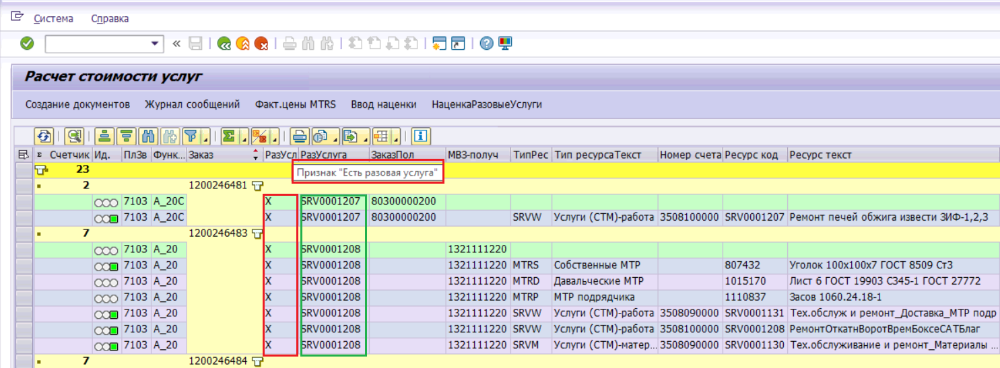 Система Справка
Расчет стоимости услуг
Создание документов Журнал сообщений Факт.цены MTRS Ввод наценки НаценкаРазовыеУслуги
Σ Счетчик Ид. ПлЗв Функ... Заказ РазУсл РазУслуга ЗаказПол МВЗ-получ ТипРес Тип ресурсаТекст Номер счета Ресурс код Ресурс текст
23
Признак "Есть разовая услуга"
2 1200246481
7103 A_20C X SRV0001207 80300000200
7103 A_20C X SRV0001207 80300000200 SRVW Услуги (СТМ)-работа 3508100000 SRV0001207 Ремонт печей обжига извести ЗИФ-1,2,3
7 1200246483
7103 A_20 X SRV0001208 1321111220
7103 A_20 X SRV0001208 1321111220 MTRS Собственные МТР 807432 Уголок 100х100х7 ГОСТ 8509 Ст3
7103 A_20 X SRV0001208 1321111220 MTRD Давальческие МТР 1015170 Лист 6 ГОСТ 19903 С345-1 ГОСТ 27772
7103 A_20 X SRV0001208 1321111220 MTRP МТР подрядчика 1110837 Засов 1060.24.18-1
7103 A_20 X SRV0001208 1321111220 SRVW Услуги (СТМ)-работа 3508090000 SRV0001131 Тех.обслуж и ремонт_Доставка_МТР подр
7103 A_20 X SRV0001208 1321111220 SRVW Услуги (СТМ)-работа 3508100000 SRV0001208 РемонтОткатнВоротВремБоксеСАТБлаг
7103 A_20 X SRV0001208 1321111220 SRVM Услуги (СТМ)-матер... 3508090000 SRV0001130 Тех.обслуживание и ремонт_Материалы ...
7 1200246484